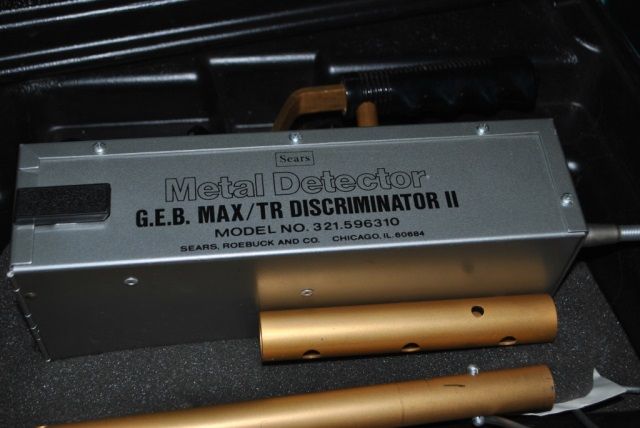 Sears
Metal Detector
G.E.B. MAX/TR DISCRIMINATOR II
MODEL NO. 321.596310
SEARS, ROEBUCK AND CO. CHICAGO, IL 60684